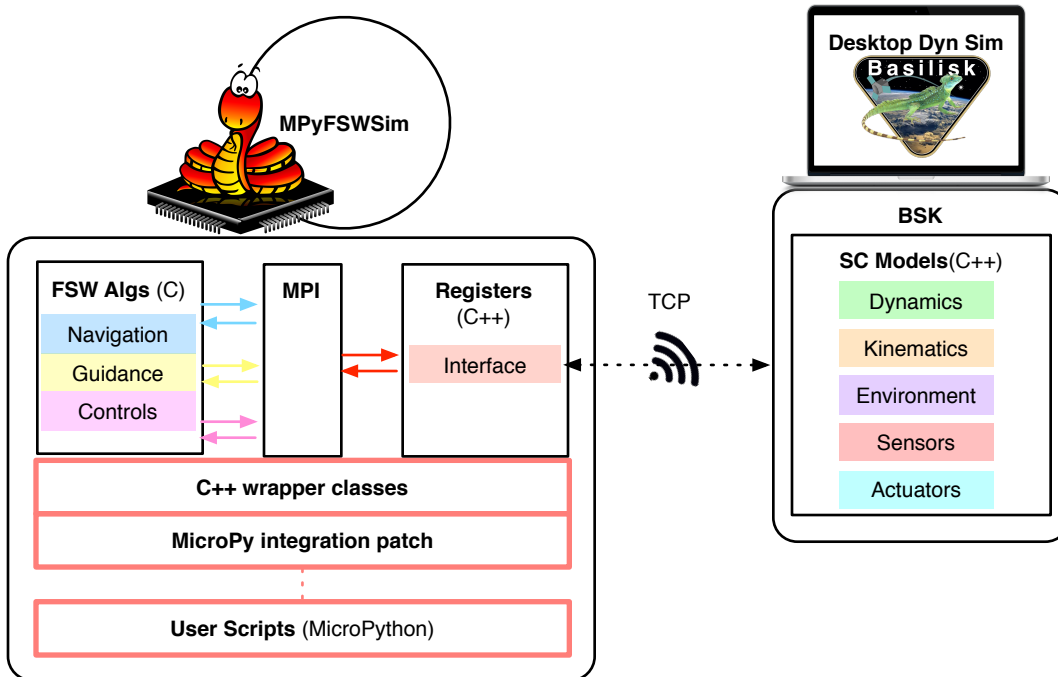 MPyFSWSim
FSW Algs (C)
Navigation
Guidance
Controls
MPI
Registers
(C++)
Interface
C++ wrapper classes
MicroPy integration patch
User Scripts (MicroPython)
TCP
Desktop Dyn Sim
Basilisk
BSK
SC Models(C++)
Dynamics
Kinematics
Environment
Sensors
Actuators